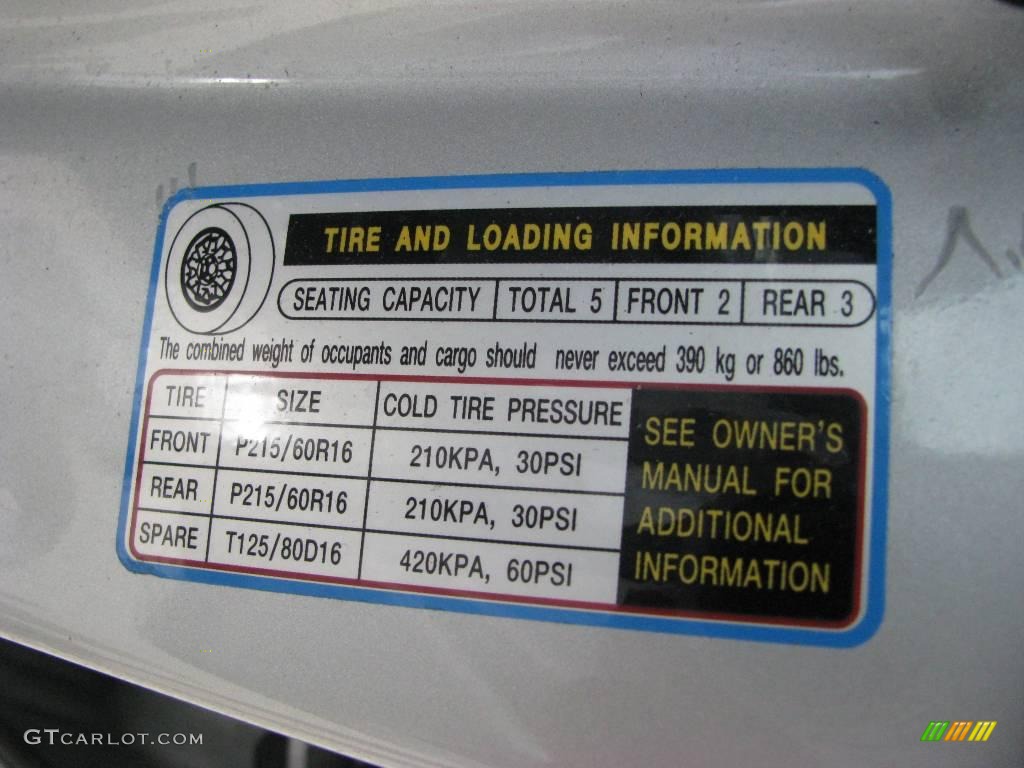 TIRE AND LOADING INFORMATION
SEATING CAPACITY TOTAL 5 FRONT 2 REAR 3
The combined weight of occupants and cargo should never exceed 390 kg or 860 lbs.
TIRE SIZE COLD TIRE PRESSURE
FRONT P215/60R16 210KPA, 30PSI
REAR P215/60R16 210KPA, 30PSI
SPARE T125/80D16 420KPA, 60PSI
SEE OWNER'S
MANUAL FOR
ADDITIONAL
INFORMATION
GTCARLOT.COM